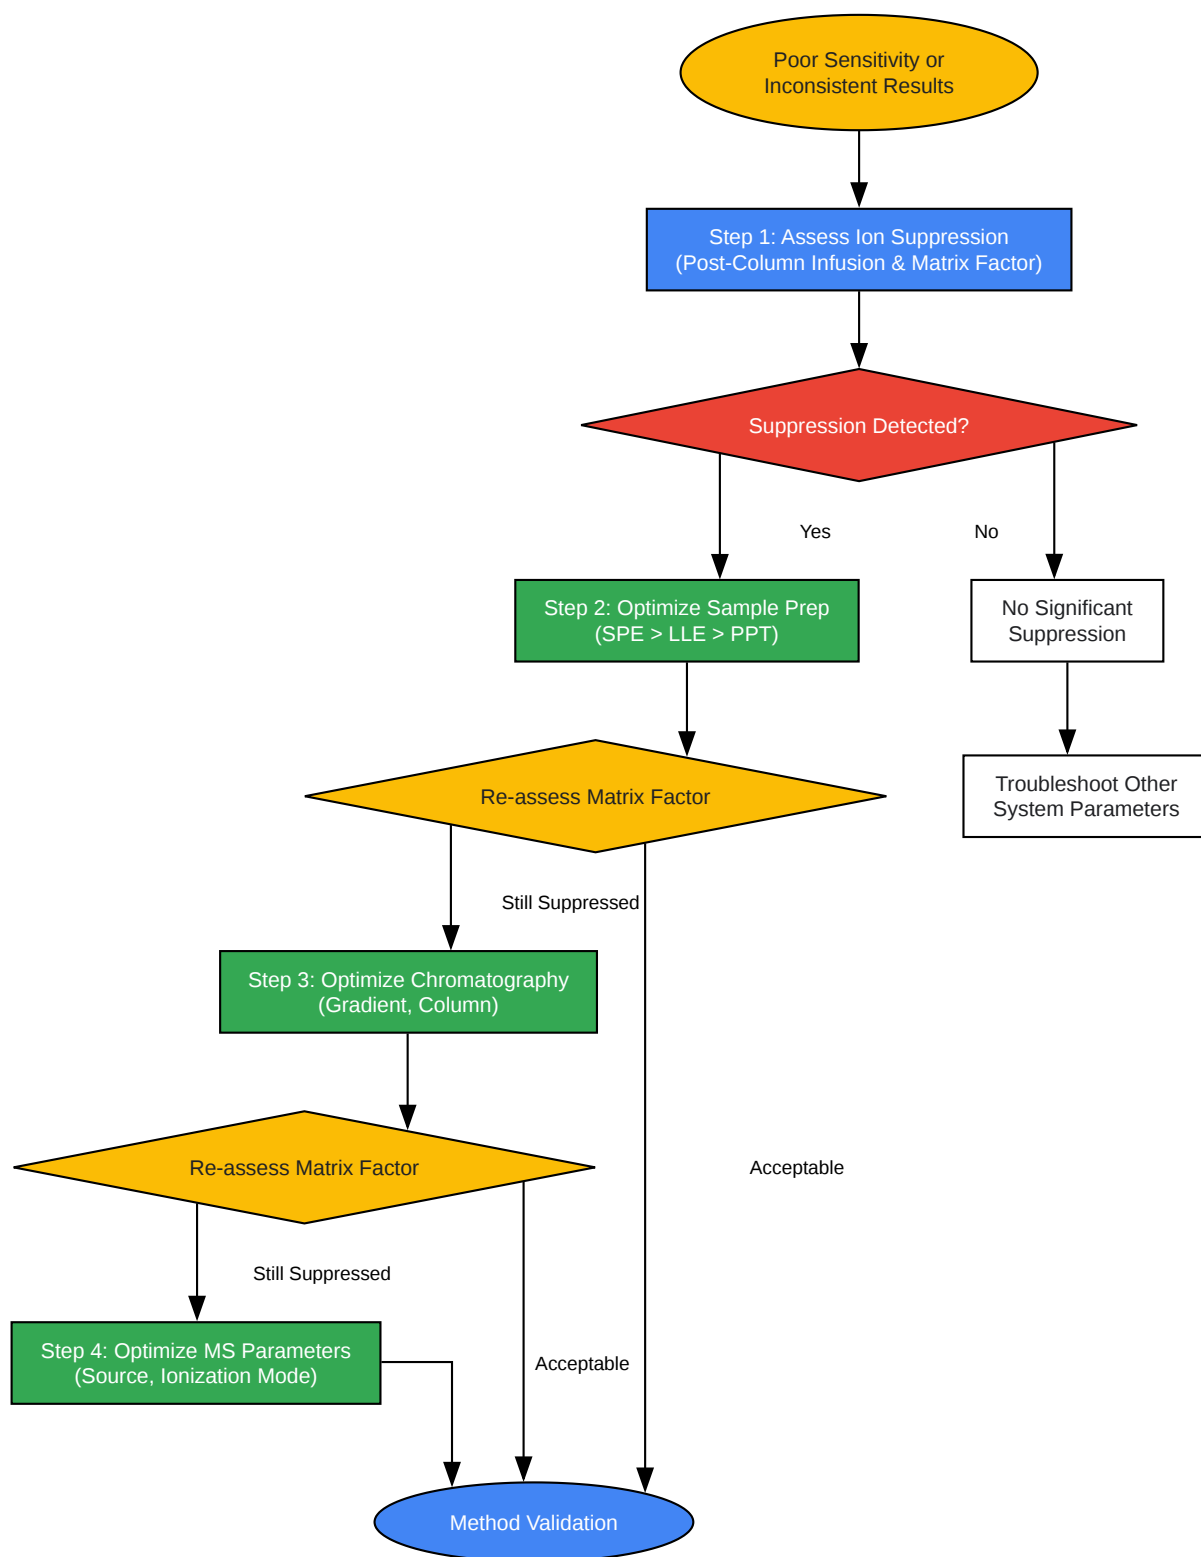 Poor Sensitivity or
Inconsistent Results
Step 1: Assess Ion Suppression
(Post-Column Infusion & Matrix Factor)
Suppression Detected?
Yes
No
Step 2: Optimize Sample Prep
(SPE > LLE > PPT)
No Significant
Suppression
Re-assess Matrix Factor
Troubleshoot Other
System Parameters
Still Suppressed
Step 3: Optimize Chromatography
(Gradient, Column)
Re-assess Matrix Factor
Acceptable
Still Suppressed
Step 4: Optimize MS Parameters
(Source, Ionization Mode)
Acceptable
Method Validation